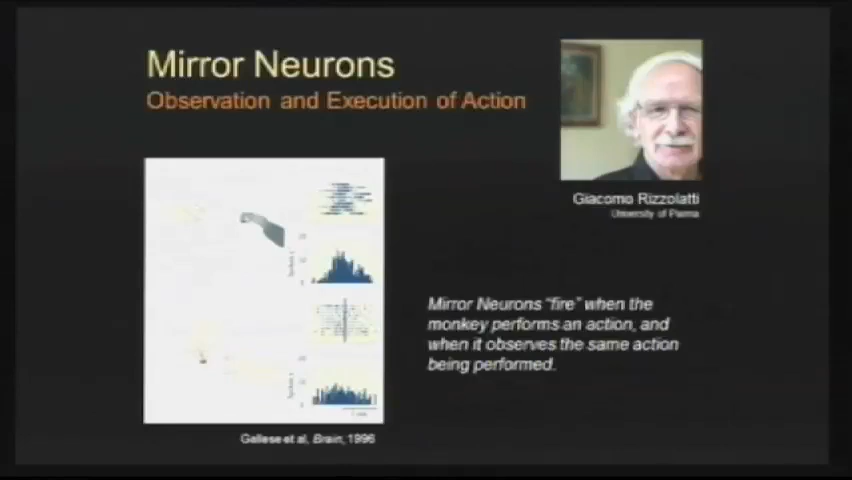 Mirror Neurons
Observation and Execution of Action
Giacomo Rizzolatti
University of Parma
Mirror Neurons “fire” when the
monkey performs an action, and
when it observes the same action
being performed.
Gallese et al, Brain, 1996